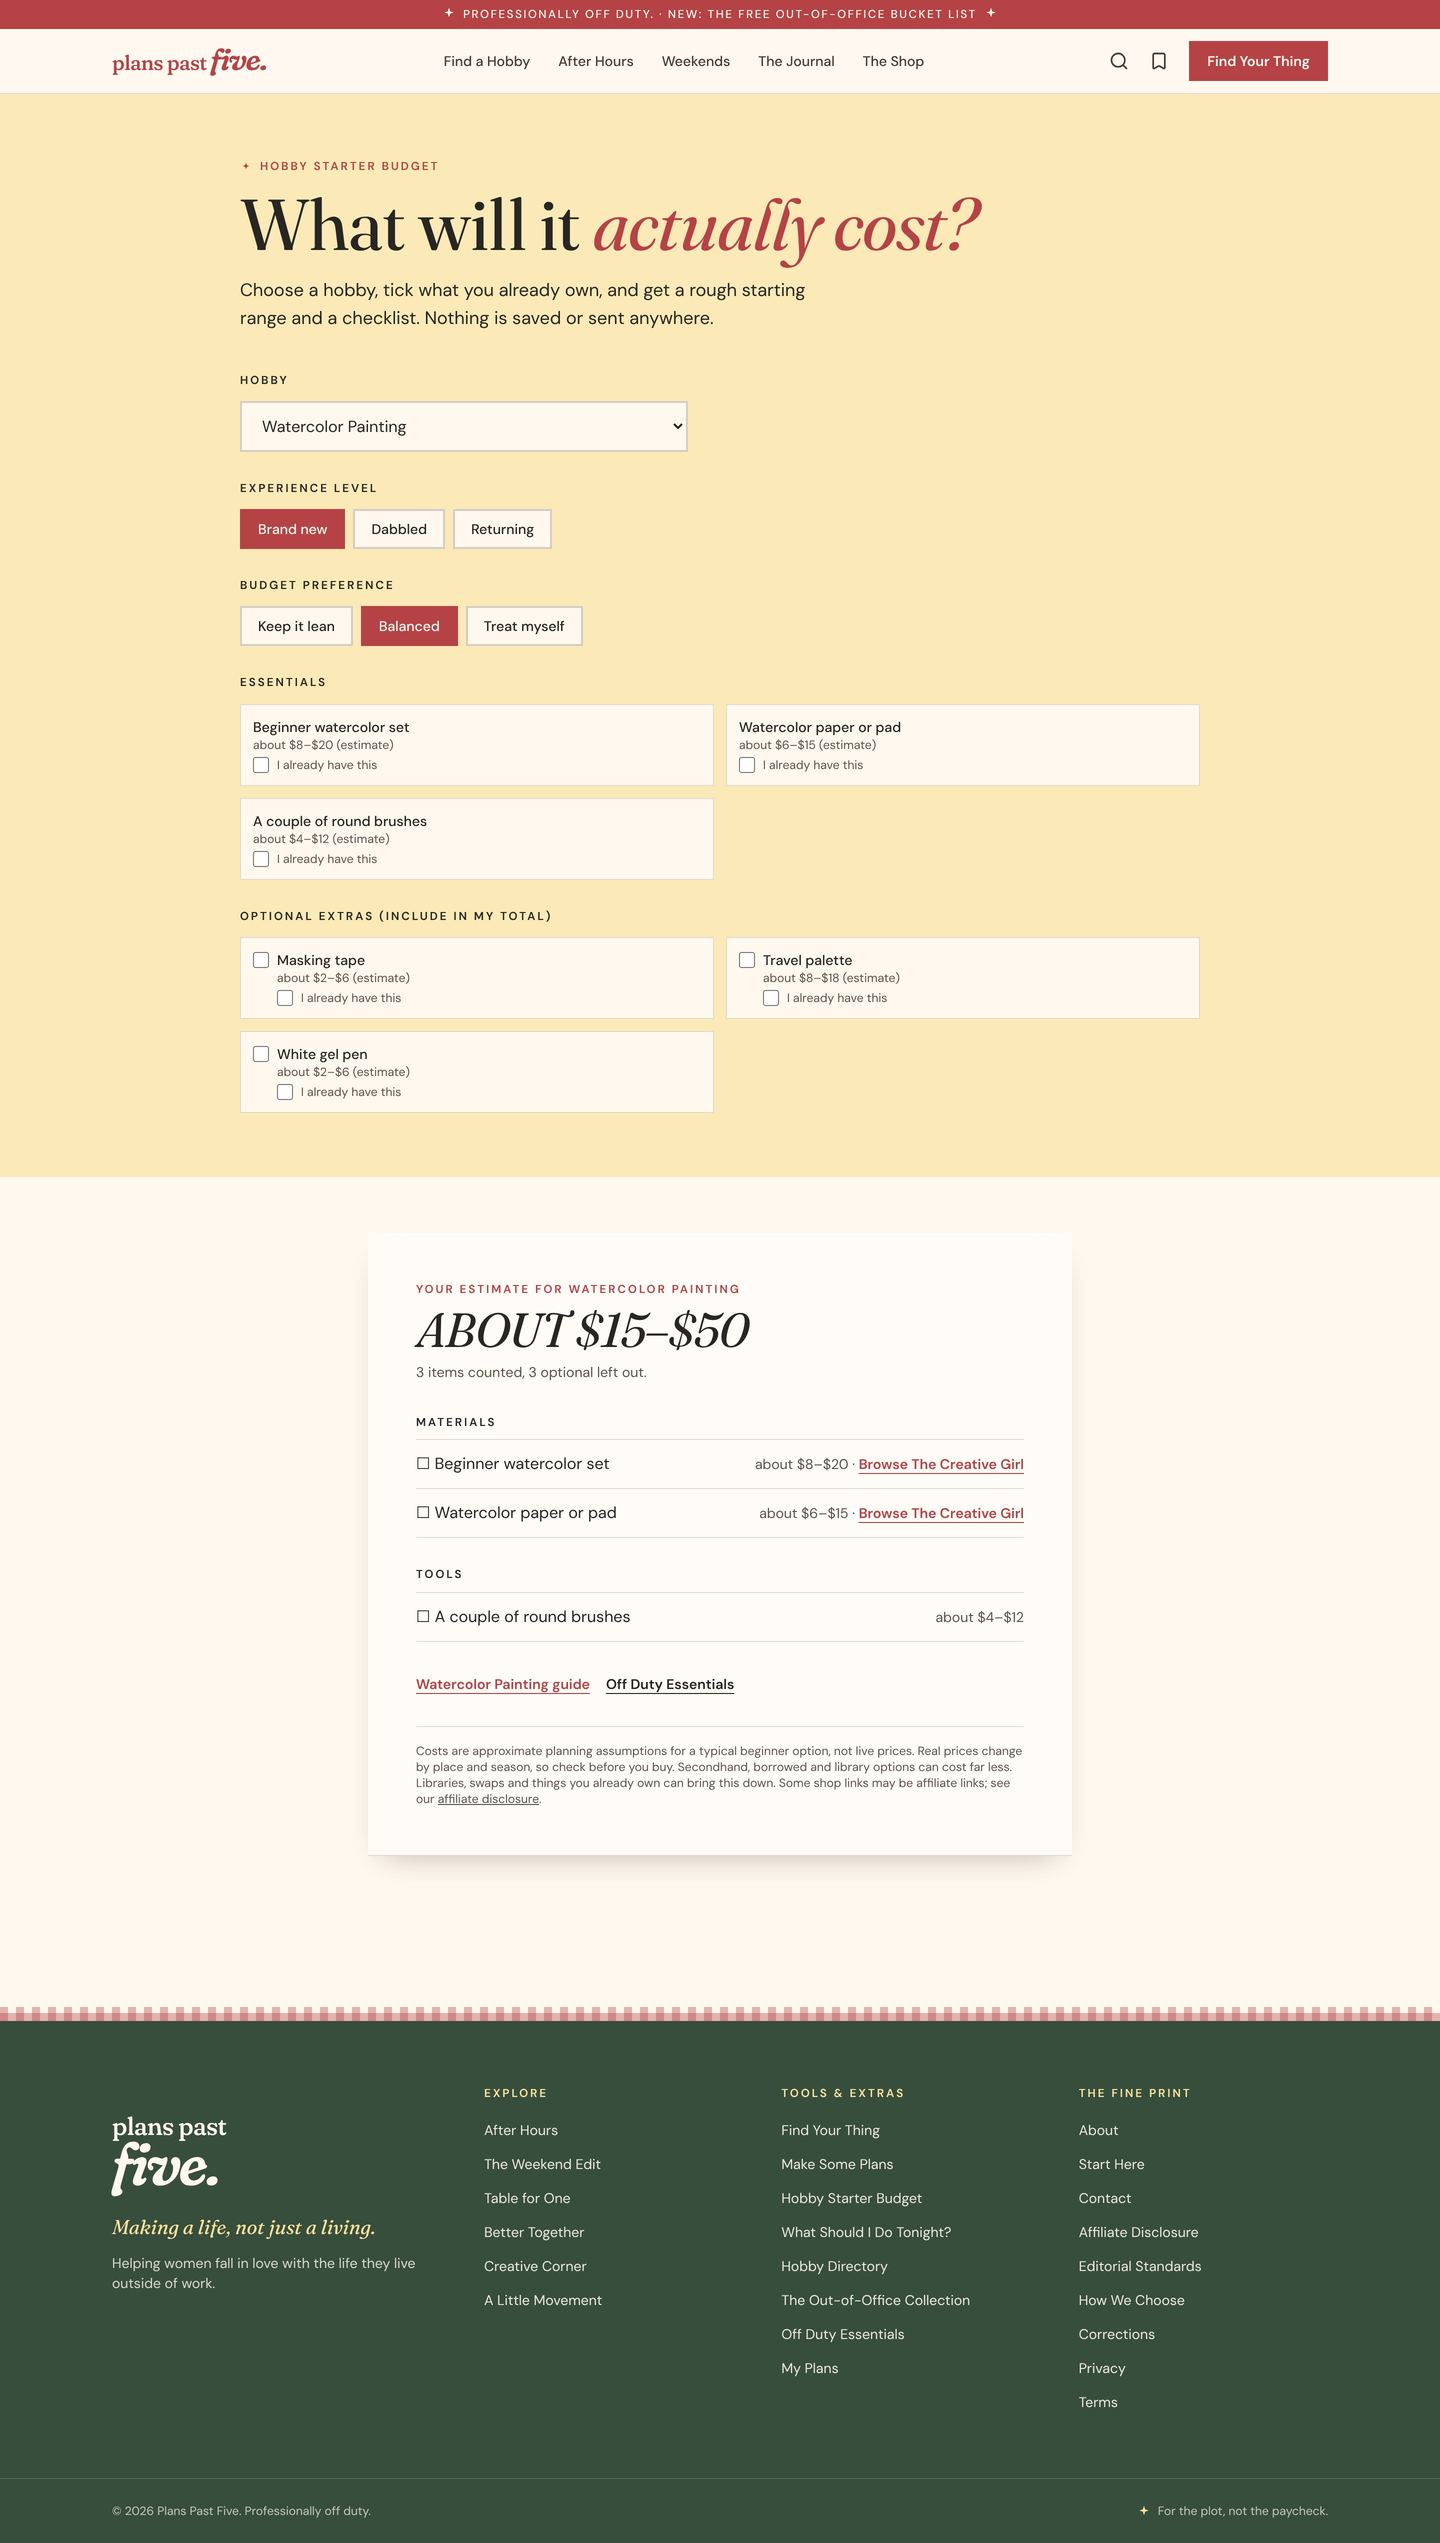 PROFESSIONALLY OFF DUTY. · NEW: THE FREE OUT-OF-OFFICE BUCKET LIST
plans past five.
Find a Hobby
After Hours
Weekends
The Journal
The Shop
Find Your Thing
HOBBY STARTER BUDGET
What will it actually cost?
Choose a hobby, tick what you already own, and get a rough starting
range and a checklist. Nothing is saved or sent anywhere.
HOBBY
Watercolor Painting
EXPERIENCE LEVEL
Brand new
Dabbled
Returning
BUDGET PREFERENCE
Keep it lean
Balanced
Treat myself
ESSENTIALS
Beginner watercolor set
about $8–$20 (estimate)
I already have this
Watercolor paper or pad
about $6–$15 (estimate)
I already have this
A couple of round brushes
about $4–$12 (estimate)
I already have this
OPTIONAL EXTRAS (INCLUDE IN MY TOTAL)
Masking tape
about $2–$6 (estimate)
I already have this
Travel palette
about $8–$18 (estimate)
I already have this
White gel pen
about $2–$6 (estimate)
I already have this
YOUR ESTIMATE FOR WATERCOLOR PAINTING
ABOUT $15–$50
3 items counted, 3 optional left out.
MATERIALS
☐ Beginner watercolor set about $8–$20 · Browse The Creative Girl
☐ Watercolor paper or pad about $6–$15 · Browse The Creative Girl
TOOLS
☐ A couple of round brushes about $4–$12
Watercolor Painting guide Off Duty Essentials
Costs are approximate planning assumptions for a typical beginner option, not live prices. Real prices change
by place and season, so check before you buy. Secondhand, borrowed and library options can cost far less.
Libraries, swaps and things you already own can bring this down. Some shop links may be affiliate links; see
our affiliate disclosure.
plans past
five.
Making a life, not just a living.
Helping women fall in love with the life they live
outside of work.
EXPLORE
After Hours
The Weekend Edit
Table for One
Better Together
Creative Corner
A Little Movement
TOOLS & EXTRAS
Find Your Thing
Make Some Plans
Hobby Starter Budget
What Should I Do Tonight?
Hobby Directory
The Out-of-Office Collection
Off Duty Essentials
My Plans
THE FINE PRINT
About
Start Here
Contact
Affiliate Disclosure
Editorial Standards
How We Choose
Corrections
Privacy
Terms
© 2026 Plans Past Five. Professionally off duty.
For the plot, not the paycheck.